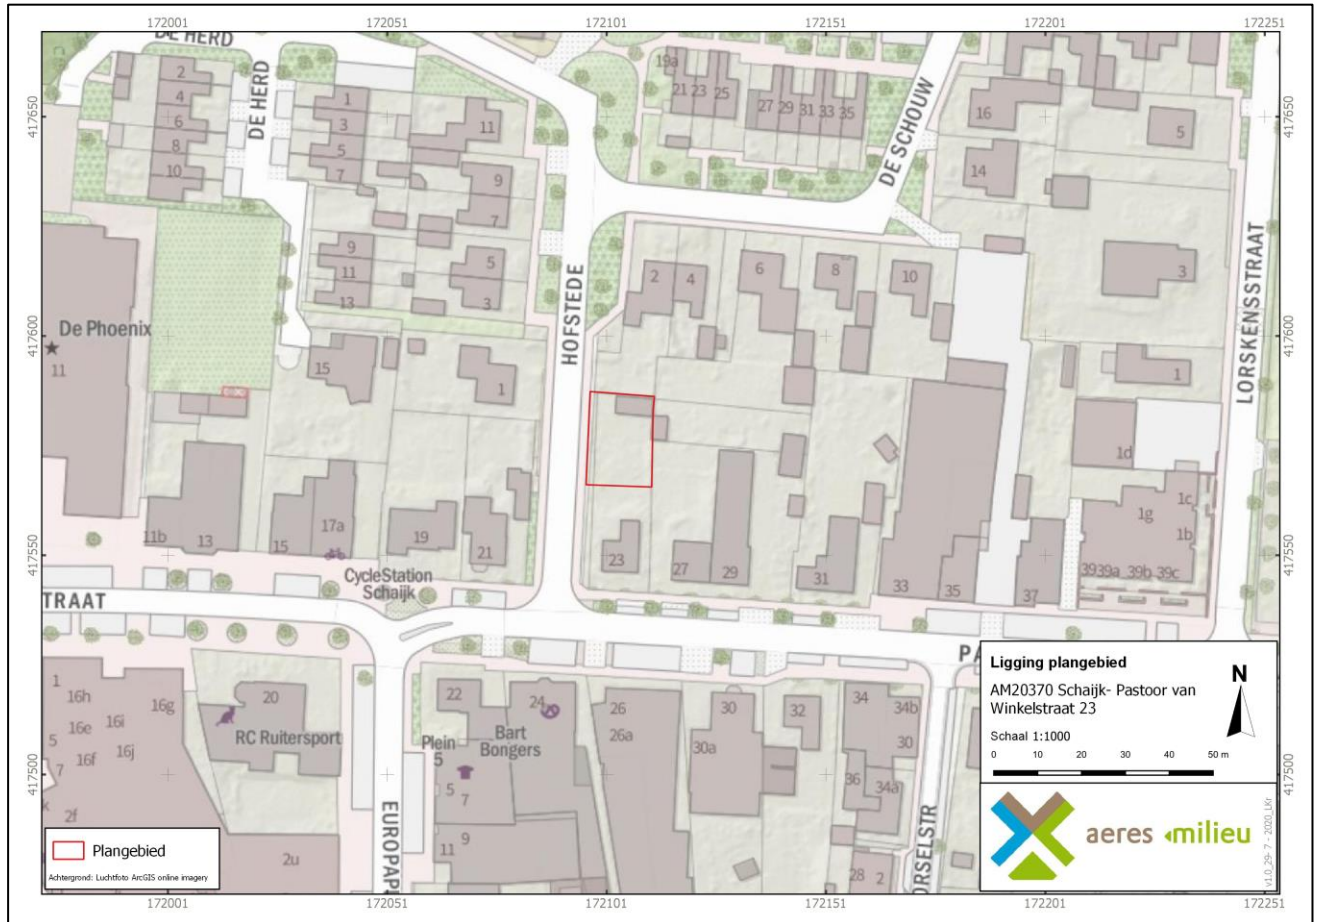 172001 172051 172101 172151 172201 172251
DE HERD
2
4
6
8
10
DE HERD
1
3
5
7
11
9
7
19a
21 23 25
27 29 31 33 35
DE SCHOUW
16
14
5
417650
417650
9
11
13
5
3
HOFSTEDE
2 4
6
8
10
3
LORSKENSSTRAAT
De Phoenix
11
15
1
1
417600
417600
1d
1c
1g
1b
11b 13
15
17a
19
21
23
27 29
31
33
35
37
39 39a 39b 39c
417550
417550
CycleStation
Schaijk
TRAAT
PA
1
16h
16e
16i
16g
5
16f
16j
7
2f
20
RC Ruitersport
22
24
Plein
5
Bart
Bongers
5
7
9
11
26
26a
30
30a
32
34
34b
30
36
34a
28 2
2u
EUROPAPL
ORSELSTR
417500
417500
Ligging plangebied
AM20370 Schaijk- Pastoor van
Winkelstraat 23
Schaal 1:1000
N
0 10 20 30 40 50 m
aeres milieu
v1.0_29- 7 - 2020_LKr
Plangebied
Achtergrond: Luchtfoto ArcGIS online imagery
172001 172051 172101 172151 172201 172251